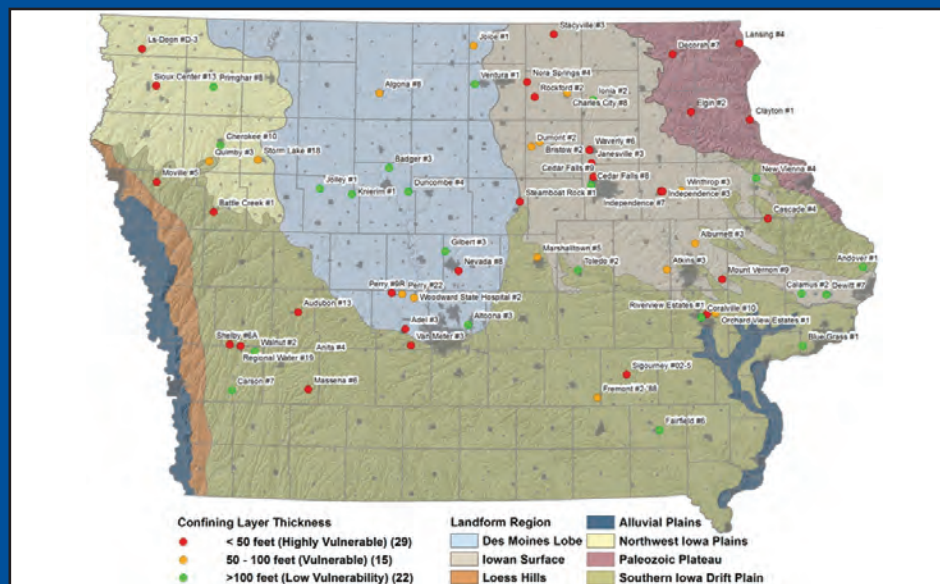 Stacyville #3
Lansing #4
Joice #1
Ls-Doon #D-3
Decorah #7
Sioux Center #13
Primghar #8
Algona #8
Ventura #1
Nora Springs #4
Rockford #2
Ionia #2
Charles City #8
Elgin #2
Clayton #1
Cherokee #10
Quimby #3
Storm Lake #18
Dumont #2
Bristow #2
Waverly #6
Janesville #3
Moville #5
Badger #3
Cedar Falls #9
Cedar Falls #8
New Vienna #4
Jolley #1
Knierim #1
Duncombe #4
Steamboat Rock #1
Winthrop #3
Independence #3
Independence #7
Battle Creek #1
Cascade #4
Gilbert #3
Nevada #8
Marshalltown #5
Toledo #2
Alburnett #3
Atkins #3
Mount Vernon #9
Andover #1
Perry #9R
Perry #22
Woodward State Hospital #2
Calamus #2
Dewitt #7
Audubon #13
Adel #3
Altoona #3
Riverview Estates #1
Coralville #10
Orchard View Estates #1
Van Meter #3
Shelby #6A
Walnut #2
Anita #4
Regional Water #19
Blue Grass #1
Carson #7
Massena #6
Sigourney #02-5
Fremont #2-'88
Fairfield #6
Confining Layer Thickness
< 50 feet (Highly Vulnerable) (29)
50 - 100 feet (Vulnerable) (15)
>100 feet (Low Vulnerability) (22)
Landform Region
Des Moines Lobe
Iowan Surface
Loess Hills
Alluvial Plains
Northwest Iowa Plains
Paleozoic Plateau
Southern Iowa Drift Plain